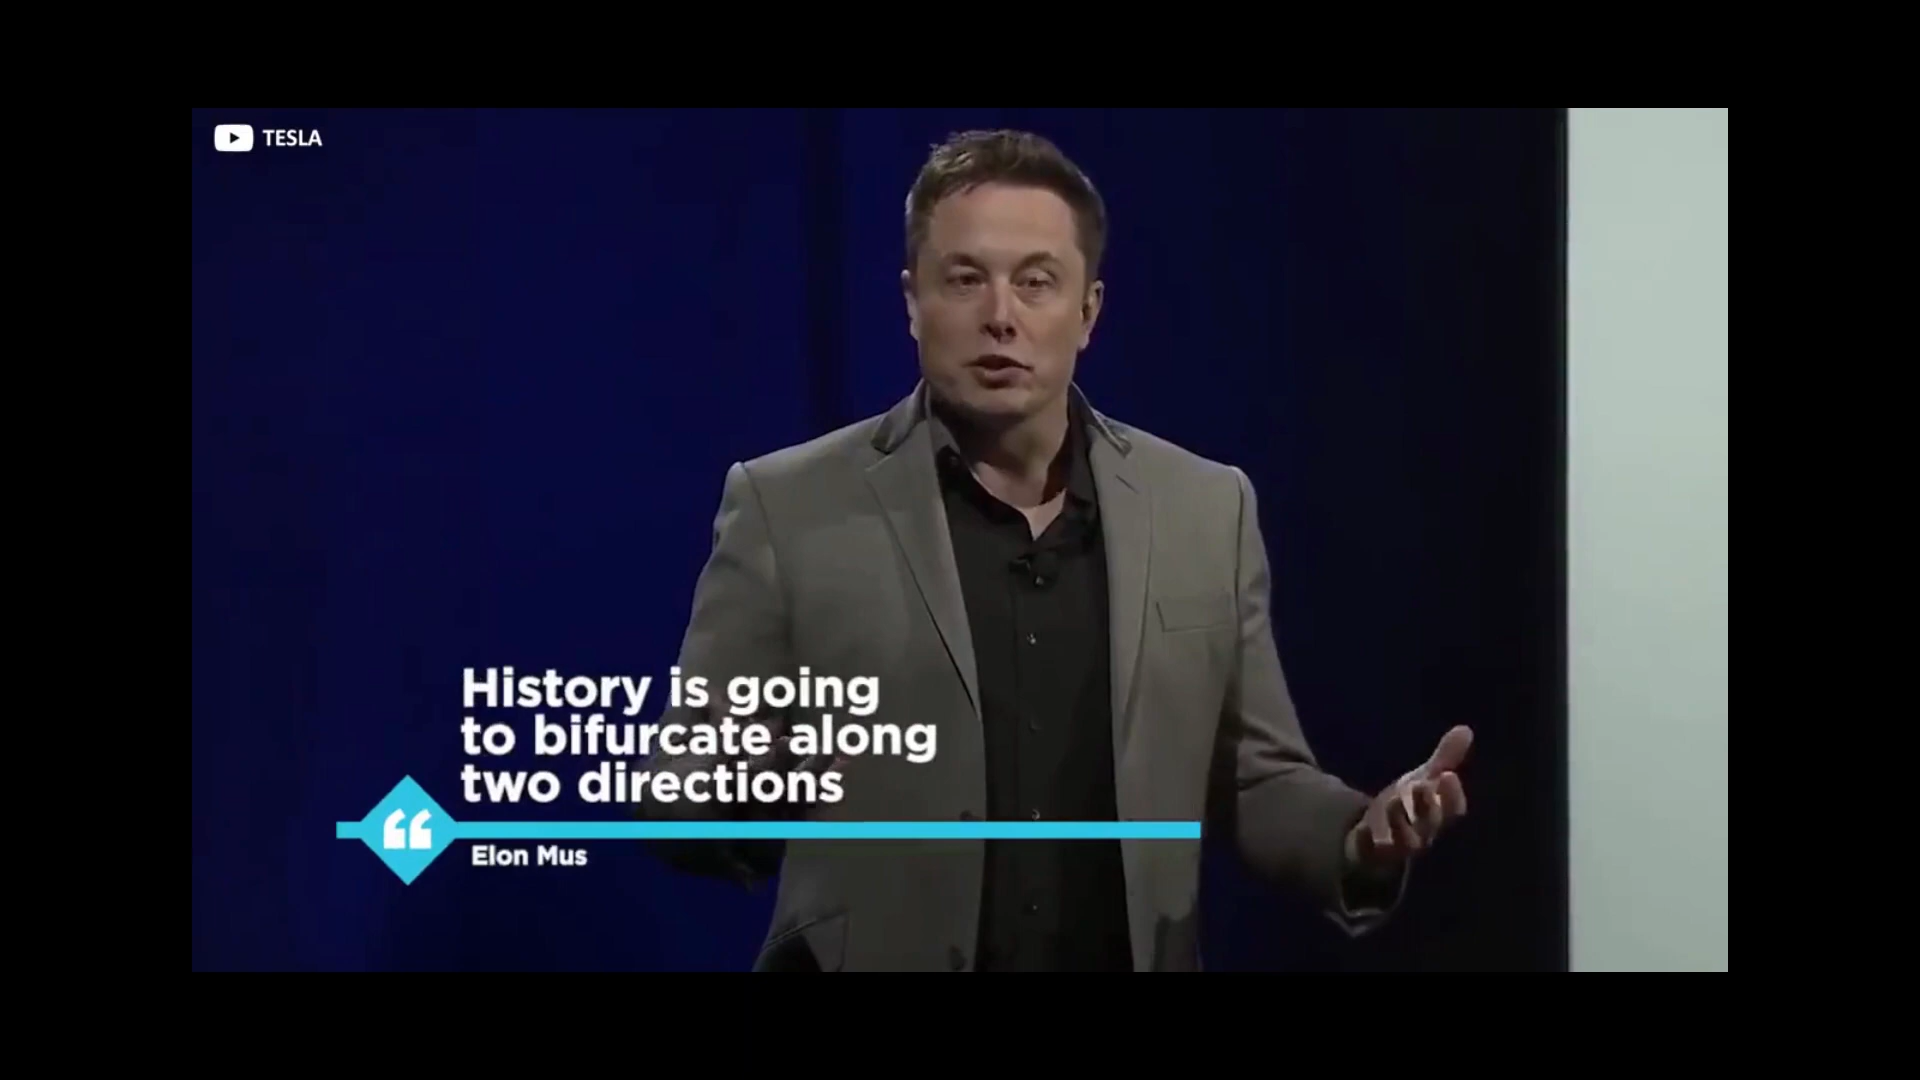 TESLA
History is going
to bifurcate along
two directions
Elon Mus